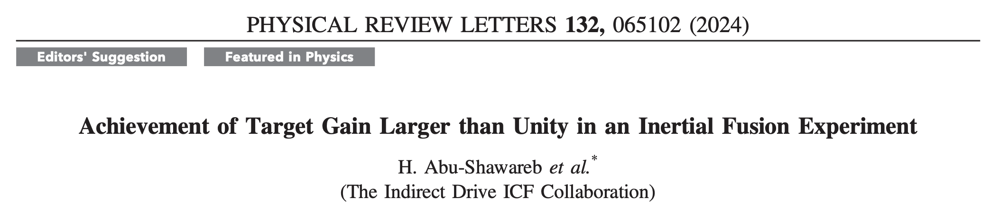 PHYSICAL REVIEW LETTERS 132, 065102 (2024)
Editors' Suggestion
Featured in Physics
Achievement of Target Gain Larger than Unity in an Inertial Fusion Experiment
H. Abu-Shawareb et al.*
(The Indirect Drive ICF Collaboration)